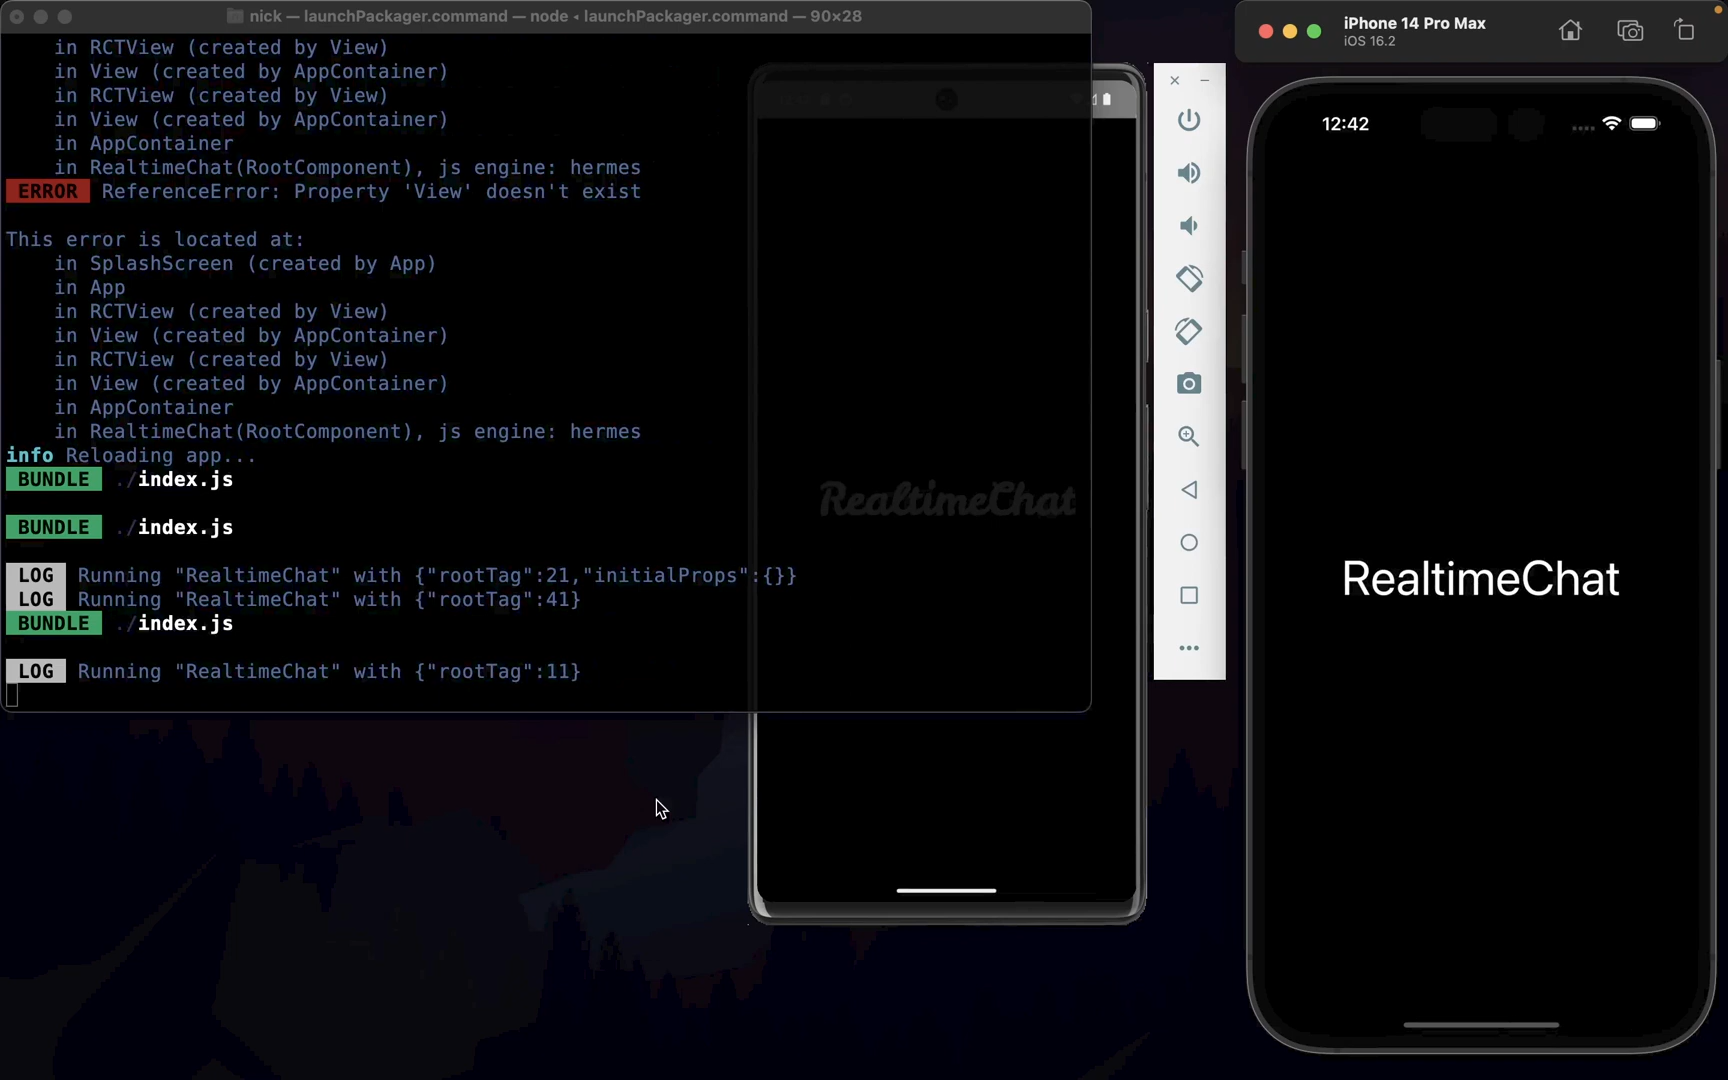 nick — launchPackager.command — node ◂ launchPackager.command — 90×28
in RCTView (created by View)
in View (created by AppContainer)
in RCTView (created by View)
in View (created by AppContainer)
in AppContainer
in RealtimeChat(RootComponent), js engine: hermes
ERROR ReferenceError: Property 'View' doesn't exist
This error is located at:
in SplashScreen (created by App)
in App
in RCTView (created by View)
in View (created by AppContainer)
in RCTView (created by View)
in View (created by AppContainer)
in AppContainer
in RealtimeChat(RootComponent), js engine: hermes
info Reloading app...
BUNDLE ./index.js
BUNDLE ./index.js
LOG Running "RealtimeChat" with {"rootTag":21,"initialProps":{}}
LOG Running "RealtimeChat" with {"rootTag":41}
BUNDLE ./index.js
LOG Running "RealtimeChat" with {"rootTag":11}
RealtimeChat
iPhone 14 Pro Max
iOS 16.2
12:42
RealtimeChat